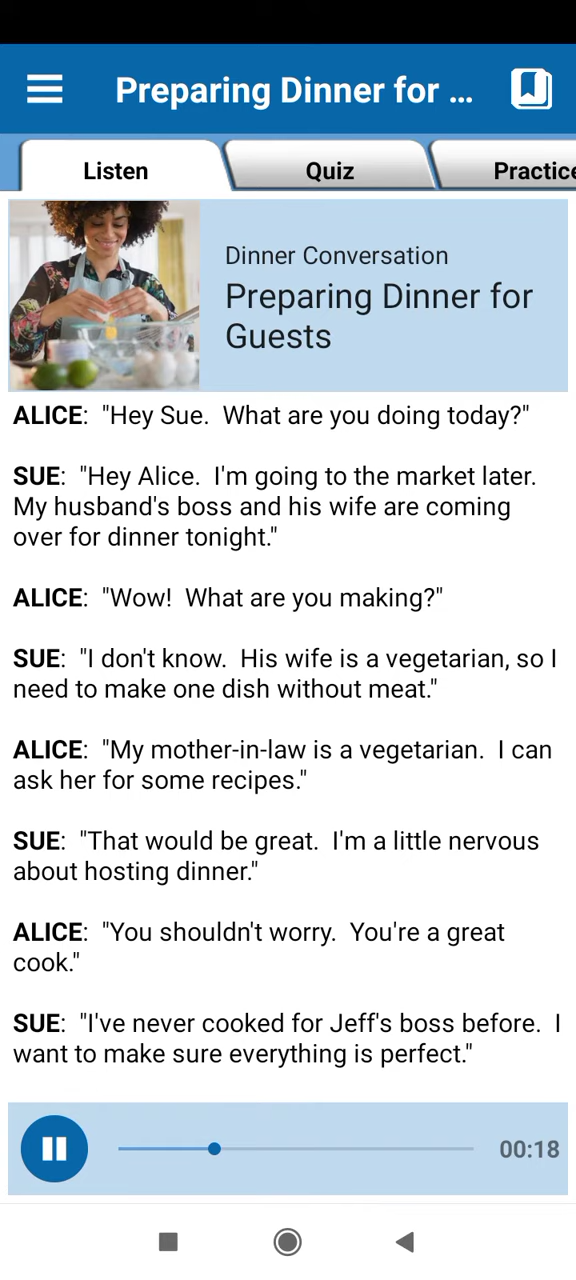 Preparing Dinner for ...
Listen
Quiz
Practice
Dinner Conversation
Preparing Dinner for
Guests
ALICE:  "Hey Sue.  What are you doing today?"
SUE:  "Hey Alice.  I'm going to the market later.
My husband's boss and his wife are coming
over for dinner tonight."
ALICE:  "Wow!  What are you making?"
SUE:  "I don't know.  His wife is a vegetarian, so I
need to make one dish without meat."
ALICE:  "My mother-in-law is a vegetarian.  I can
ask her for some recipes."
SUE:  "That would be great.  I'm a little nervous
about hosting dinner."
ALICE:  "You shouldn't worry.  You're a great
cook."
SUE:  "I've never cooked for Jeff's boss before.  I
want to make sure everything is perfect."
00:18